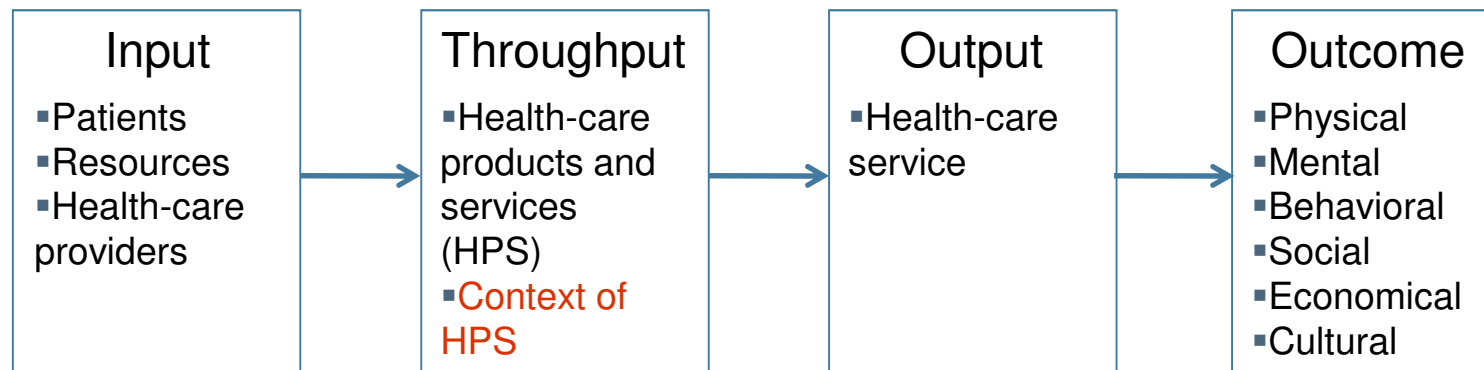 Input
▪Patients
▪Resources
▪Health-care
providers
Throughput
▪Health-care
products and
services
(HPS)
▪Context of
HPS
Output
▪Health-care
service
Outcome
▪Physical
▪Mental
▪Behavioral
▪Social
▪Economical
▪Cultural